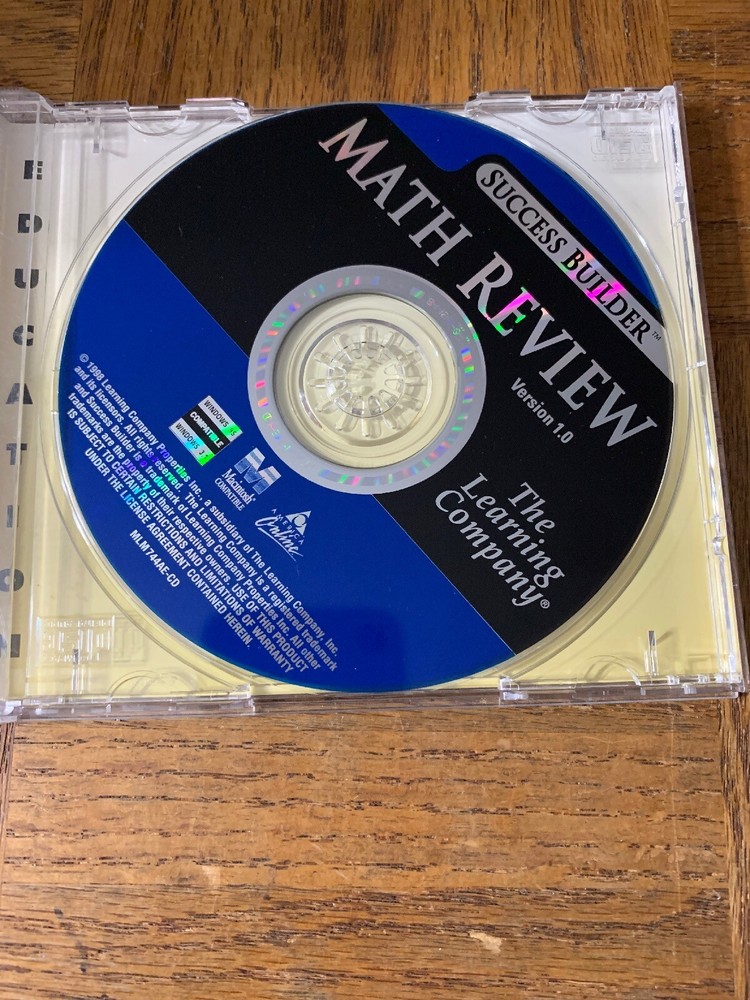 EDUCATION
SUCCESS BUILDER™
MATH REVIEW
Version 1.0
The
Learning
Company®
WINDOWS 95
COMPATIBLE
WINDOWS 3.1
Macintosh
COMPATIBLE
AMERICA
Online
© 1998 Learning Company Properties Inc., a subsidiary of The Learning Company, Inc.
and its licensors. All rights reserved. The Learning Company is a registered trademark
and Success Builder is a trademark of Learning Company Properties Inc. All other
trademarks are the property of their respective owners. USE OF THIS PRODUCT
IS SUBJECT TO CERTAIN RESTRICTIONS AND LIMITATIONS OF WARRANTY
UNDER THE LICENSE AGREEMENT CONTAINED HEREIN.
MLM744AE-CD